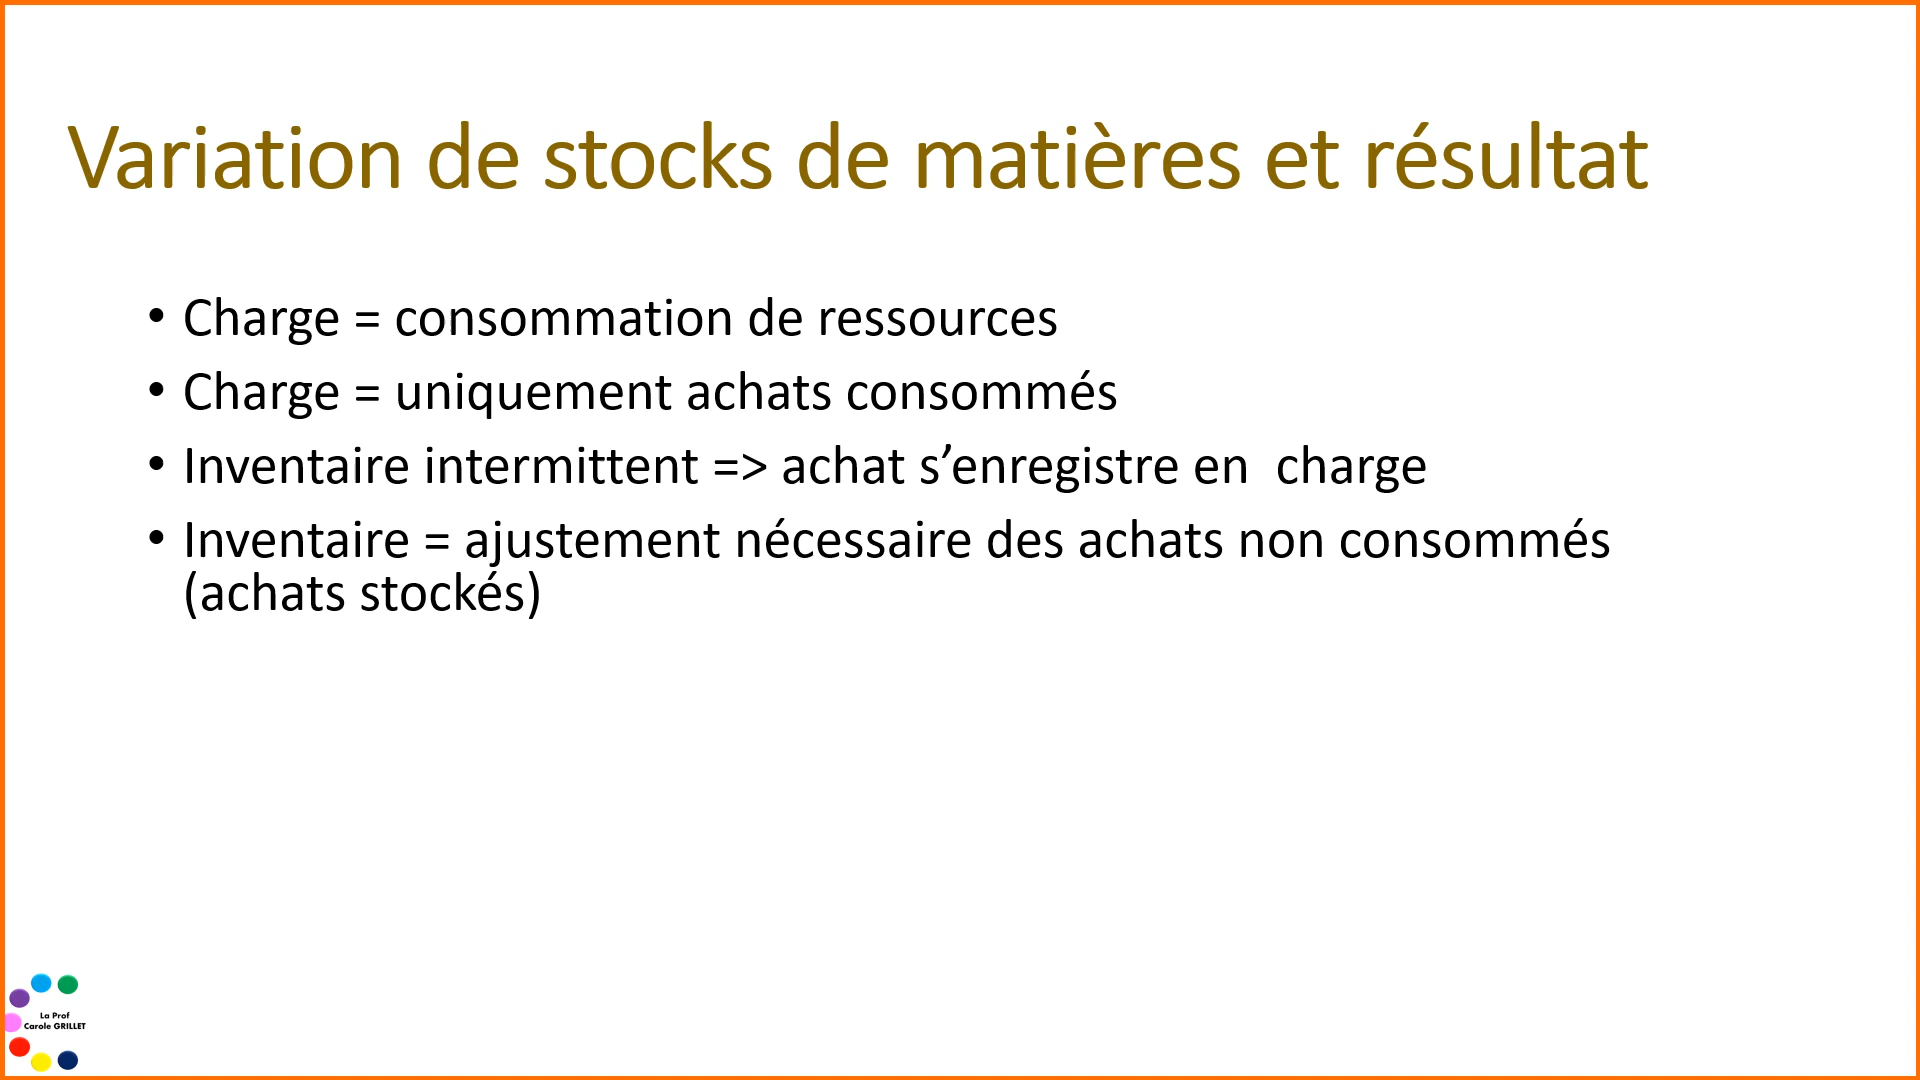 Variation de stocks de matières et résultat
• Charge = consommation de ressources
• Charge = uniquement achats consommés
• Inventaire intermittent => achat s’enregistre en  charge
• Inventaire = ajustement nécessaire des achats non consommés
(achats stockés)
La Prof
Carole GRILLET